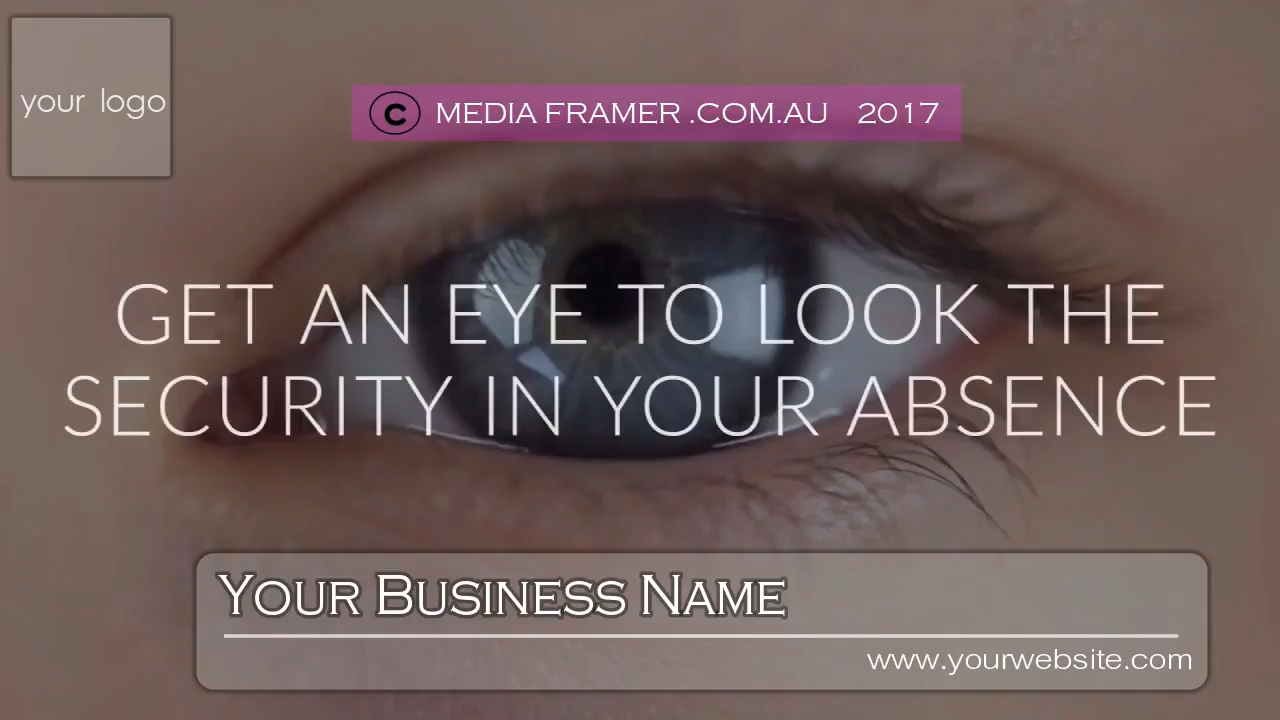 your logo
© MEDIA FRAMER .COM.AU 2017
GET AN EYE TO LOOK THE
SECURITY IN YOUR ABSENCE
YOUR BUSINESS NAME
www.yourwebsite.com